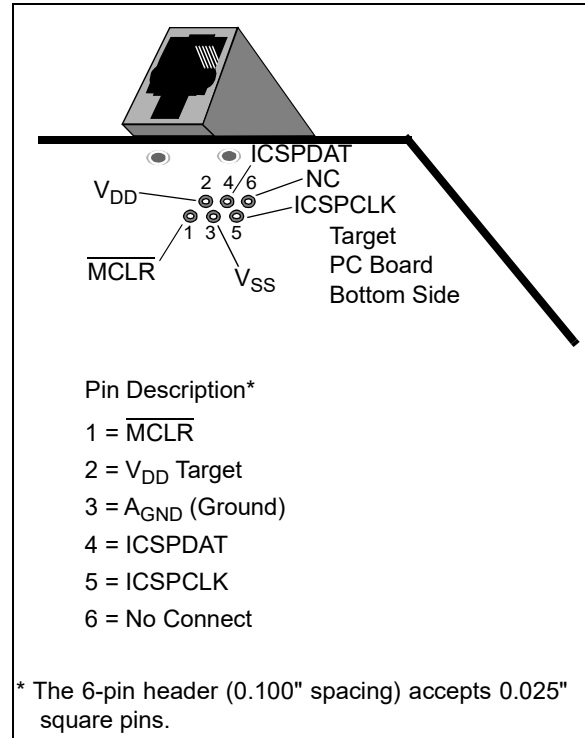 ICSPDAT
2 4 6 NC
VDD
ICSPCLK
1 3 5
Target
MCLR
PC Board
VSS
Bottom Side
Pin Description*
1 = MCLR
2 = VDD Target
3 = AGND (Ground)
4 = ICSPDAT
5 = ICSPCLK
6 = No Connect
* The 6-pin header (0.100" spacing) accepts 0.025"
square pins.